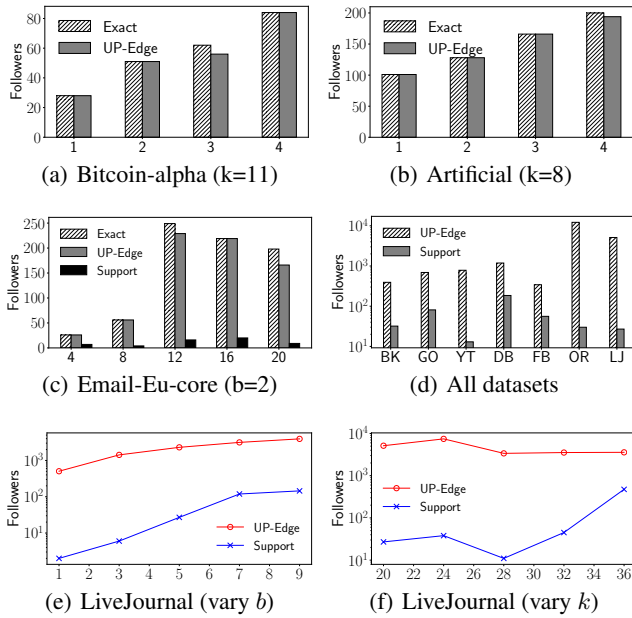 80
60
40
20
0
Followers
Exact
UP-Edge
1 2 3 4
(a) Bitcoin-alpha (k=11)
200
150
100
50
0
Followers
Exact
UP-Edge
1 2 3 4
(b) Artificial (k=8)
250
200
150
100
50
0
Followers
Exact
UP-Edge
Support
4 8 12 16 20
(c) Email-Eu-core (b=2)
10^4
10^3
10^2
10^1
Followers
UP-Edge
Support
BK GO YT DB FB OR LJ
(d) All datasets
10^3
10^2
10^1
Followers
UP-Edge
Support
1 2 3 4 5 6 7 8 9
(e) LiveJournal (vary b)
10^4
10^3
10^2
10^1
Followers
UP-Edge
Support
20 22 24 26 28 30 32 34 36
(f) LiveJournal (vary k)